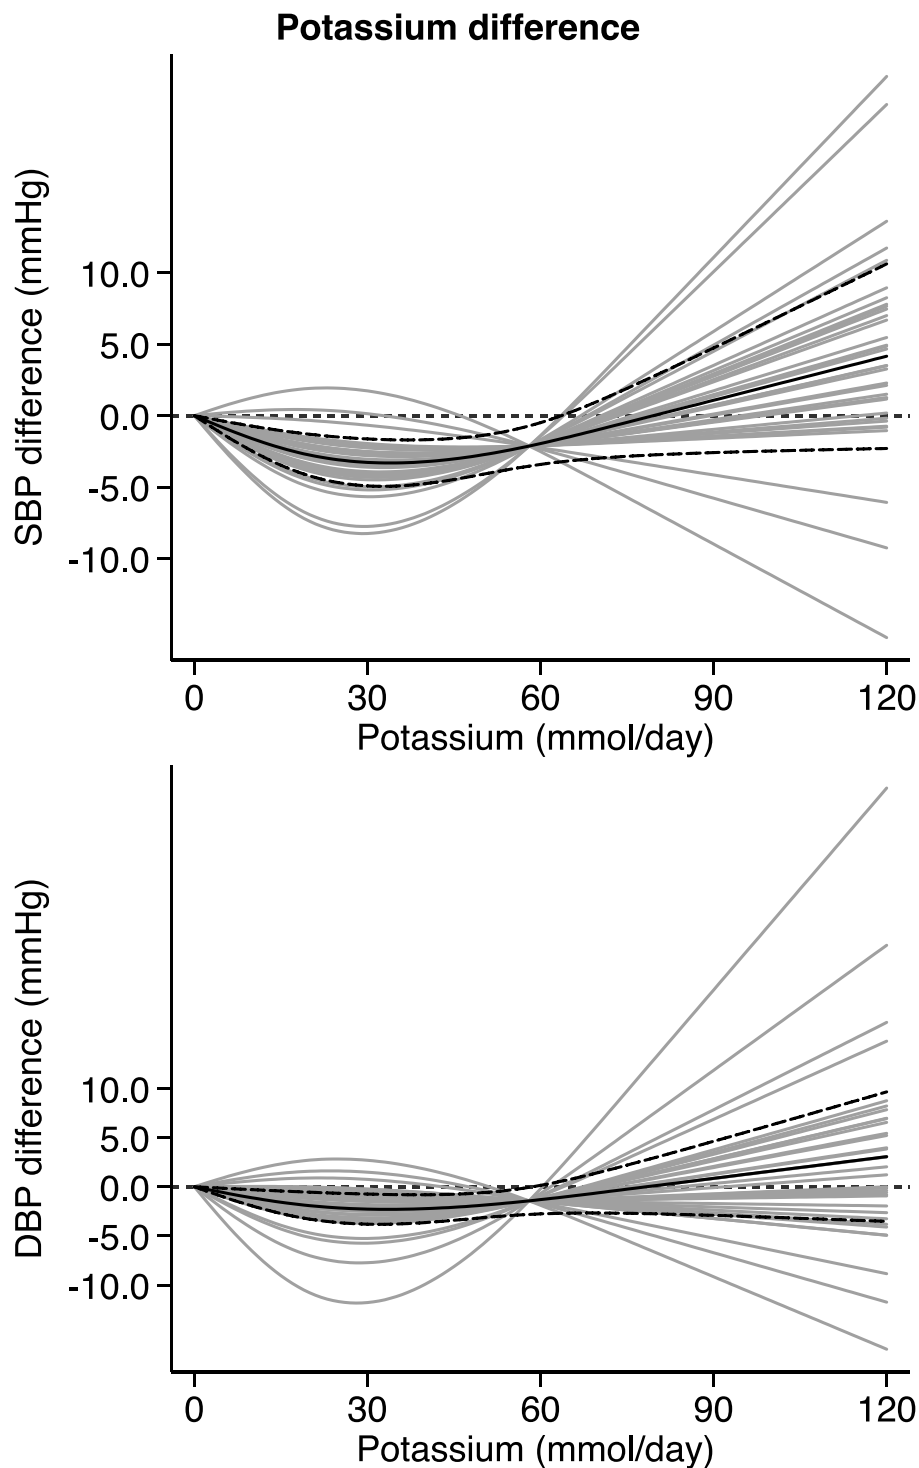 Potassium difference
SBP difference (mmHg)
10.0
5.0
0.0
-5.0
-10.0
0 30 60 90 120
Potassium (mmol/day)
DBP difference (mmHg)
10.0
5.0
0.0
-5.0
-10.0
0 30 60 90 120
Potassium (mmol/day)